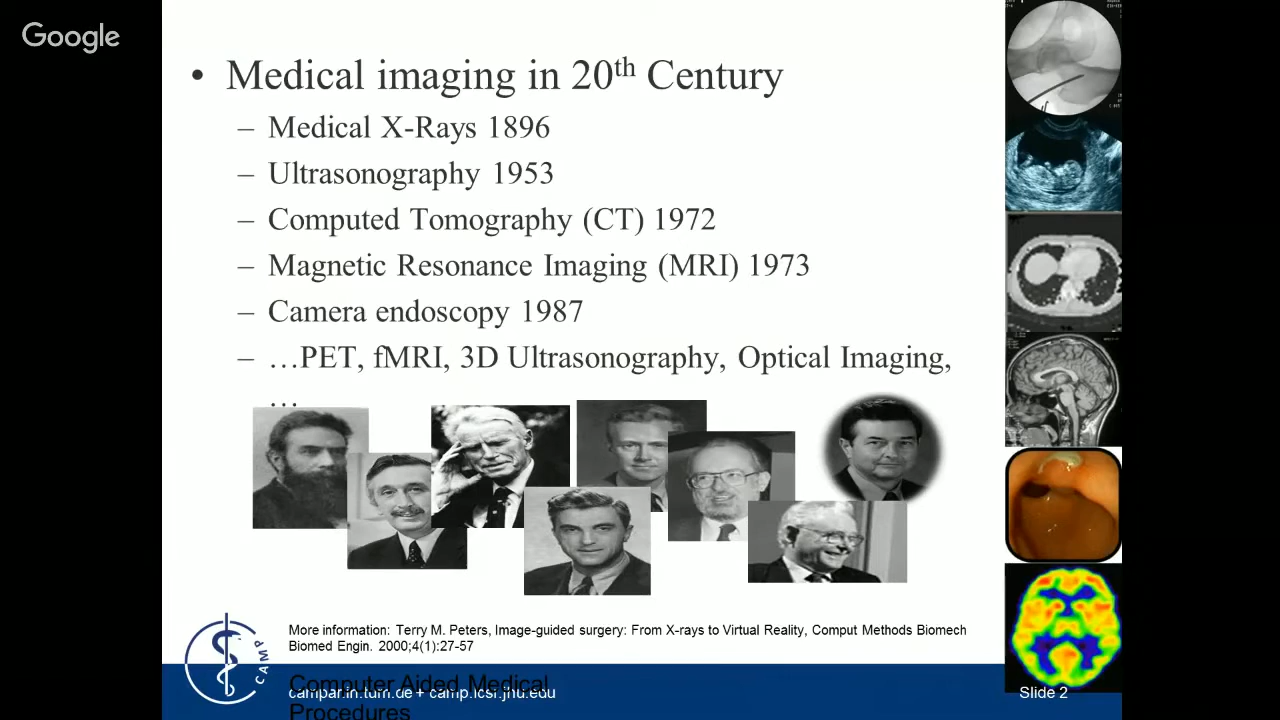 Google
• Medical imaging in 20th Century
– Medical X-Rays 1896
– Ultrasonography 1953
– Computed Tomography (CT) 1972
– Magnetic Resonance Imaging (MRI) 1973
– Camera endoscopy 1987
– …PET, fMRI, 3D Ultrasonography, Optical Imaging,
…
CAMP
More information: Terry M. Peters, Image-guided surgery: From X-rays to Virtual Reality, Comput Methods Biomech
Biomed Engin. 2000;4(1):27-57
Computer Aided Medical
Procedures
campar.in.tum.de + camp.lcsr.jhu.edu
Slide 2